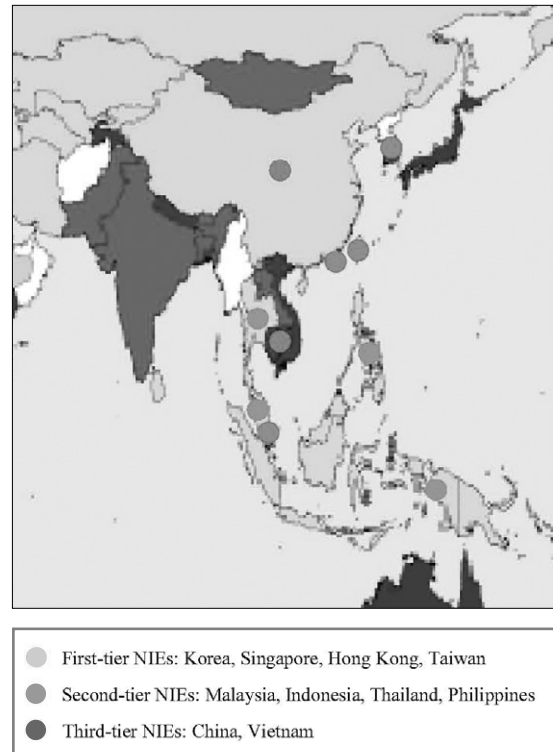 First-tier NIEs: Korea, Singapore, Hong Kong, Taiwan
Second-tier NIEs: Malaysia, Indonesia, Thailand, Philippines
Third-tier NIEs: China, Vietnam